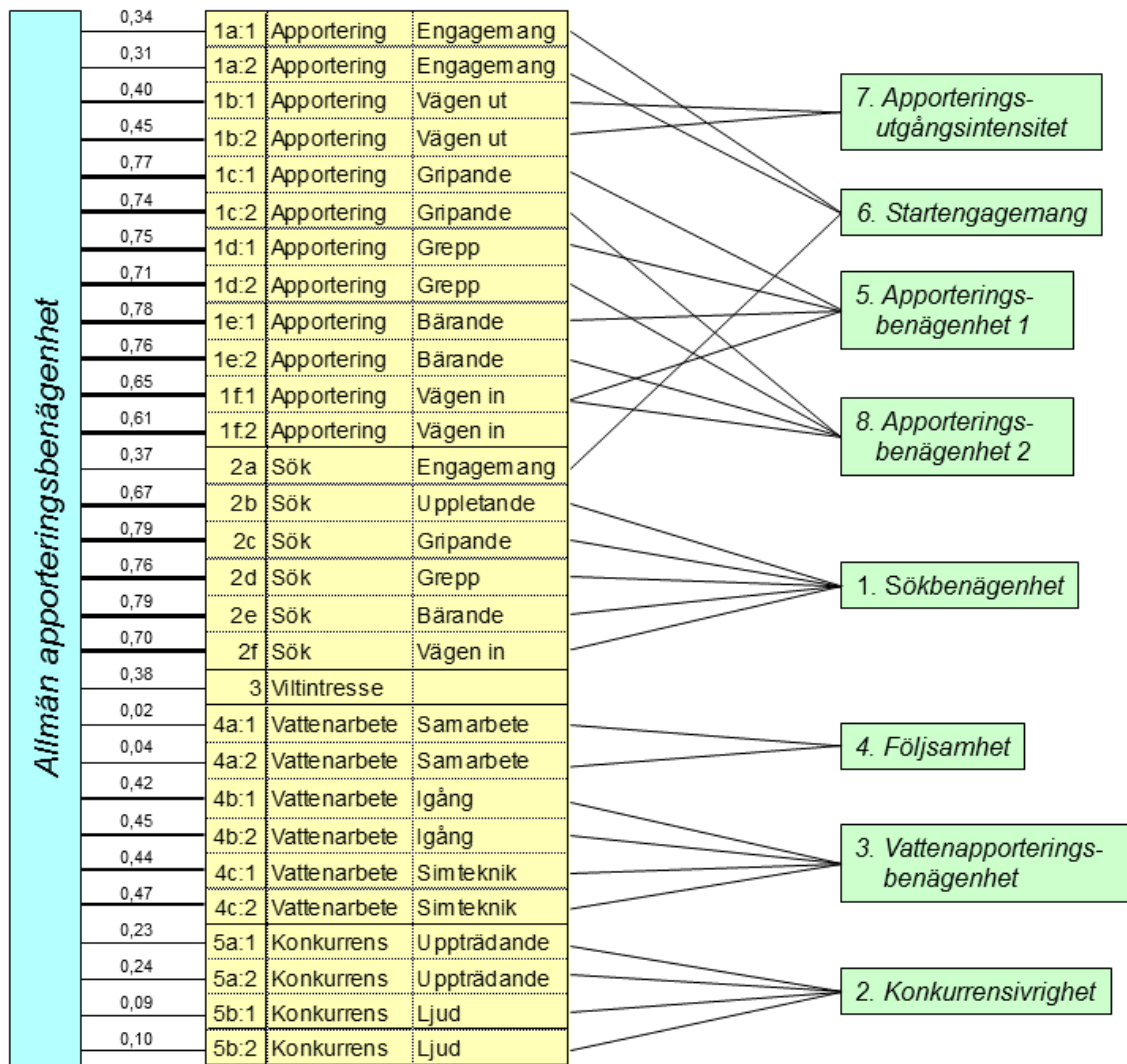 Allmän apporteringsbenägenhet
0,34
1a:1 Apportering Engagemang
0,31
1a:2 Apportering Engagemang
0,40
1b:1 Apportering Vägen ut
0,45
1b:2 Apportering Vägen ut
0,77
1c:1 Apportering Gripande
0,74
1c:2 Apportering Gripande
0,75
1d:1 Apportering Grepp
0,71
1d:2 Apportering Grepp
0,78
1e:1 Apportering Bärande
0,76
1e:2 Apportering Bärande
0,65
1f:1 Apportering Vägen in
0,61
1f:2 Apportering Vägen in
0,37
2a Sök Engagemang
0,67
2b Sök Uppletande
0,79
2c Sök Gripande
0,76
2d Sök Grepp
0,79
2e Sök Bärande
0,70
2f Sök Vägen in
0,38
3 Viltintresse
0,02
4a:1 Vattenarbete Samarbete
0,04
4a:2 Vattenarbete Samarbete
0,42
4b:1 Vattenarbete Igång
0,45
4b:2 Vattenarbete Igång
0,44
4c:1 Vattenarbete Simteknik
0,47
4c:2 Vattenarbete Simteknik
0,23
5a:1 Konkurrens Uppträdande
0,24
5a:2 Konkurrens Uppträdande
0,09
5b:1 Konkurrens Ljud
0,10
5b:2 Konkurrens Ljud
7. Apporterings-
utgångsintensitet
6. Startengagemang
5. Apporterings-
benägenhet 1
8. Apporterings-
benägenhet 2
1. Sökbenägenhet
4. Följsamhet
3. Vattenapporterings-
benägenhet
2. Konkurrensivrighet